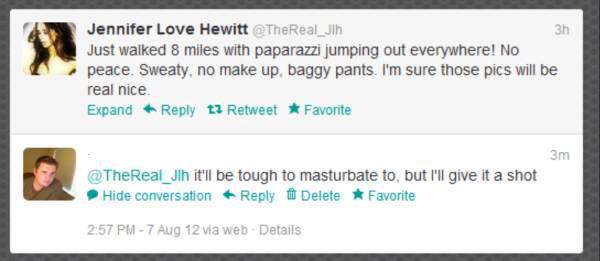 Jennifer Love Hewitt @TheReal_Jlh 3h
Just walked 8 miles with paparazzi jumping out everywhere! No
peace. Sweaty, no make up, baggy pants. I'm sure those pics will be
real nice.
Expand Reply Retweet Favorite
. 3m
@TheReal_Jlh it'll be tough to masturbate to, but I'll give it a shot
Hide conversation Reply Delete Favorite
2:57 PM - 7 Aug 12 via web · Details